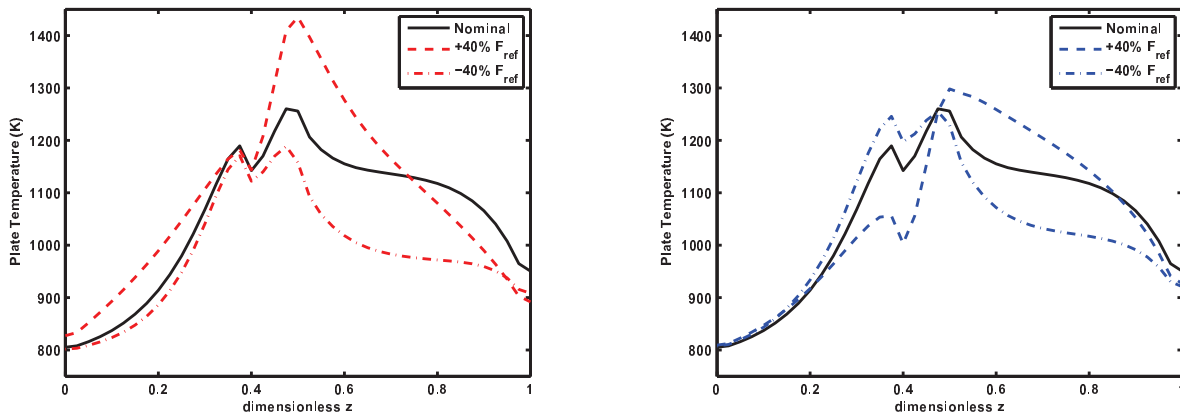 1400
1300
1200
1100
1000
900
800
Plate Temperature (K)
0
0.2
0.4
0.6
0.8
1
dimensionless z
Nominal
+40% F_ref
−40% F_ref
1400
1300
1200
1100
1000
900
800
Plate Temperature (K)
0
0.2
0.4
0.6
0.8
1
dimensionless z
Nominal
+40% F_ref
−40% F_ref